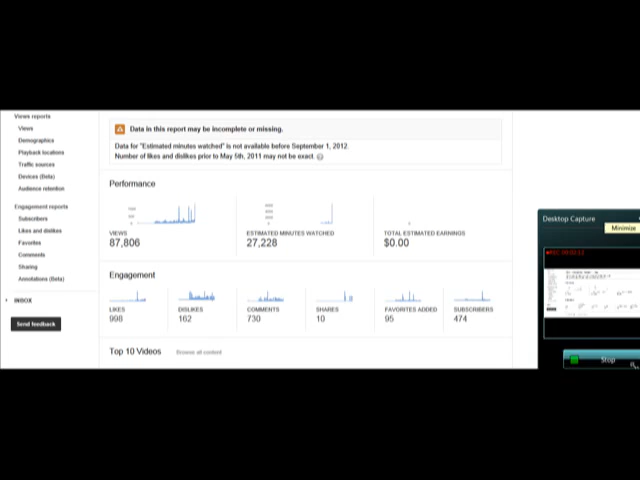 Views reports
Views
Demographics
Playback locations
Traffic sources
Devices (Beta)
Audience retention
Engagement reports
Subscribers
Likes and dislikes
Favorites
Comments
Sharing
Annotations (Beta)
INBOX
Send feedback
Data in this report may be incomplete or missing.
Data for "Estimated minutes watched" is not available before September 1, 2012.
Number of likes and dislikes prior to May 5th, 2011 may not be exact.
Performance
VIEWS
87,806
ESTIMATED MINUTES WATCHED
27,228
TOTAL ESTIMATED EARNINGS
$0.00
Engagement
LIKES
998
DISLIKES
162
COMMENTS
730
SHARES
10
FAVORITES ADDED
95
SUBSCRIBERS
474
Top 10 Videos
Browse all content
Desktop Capture
Minimize
Stop